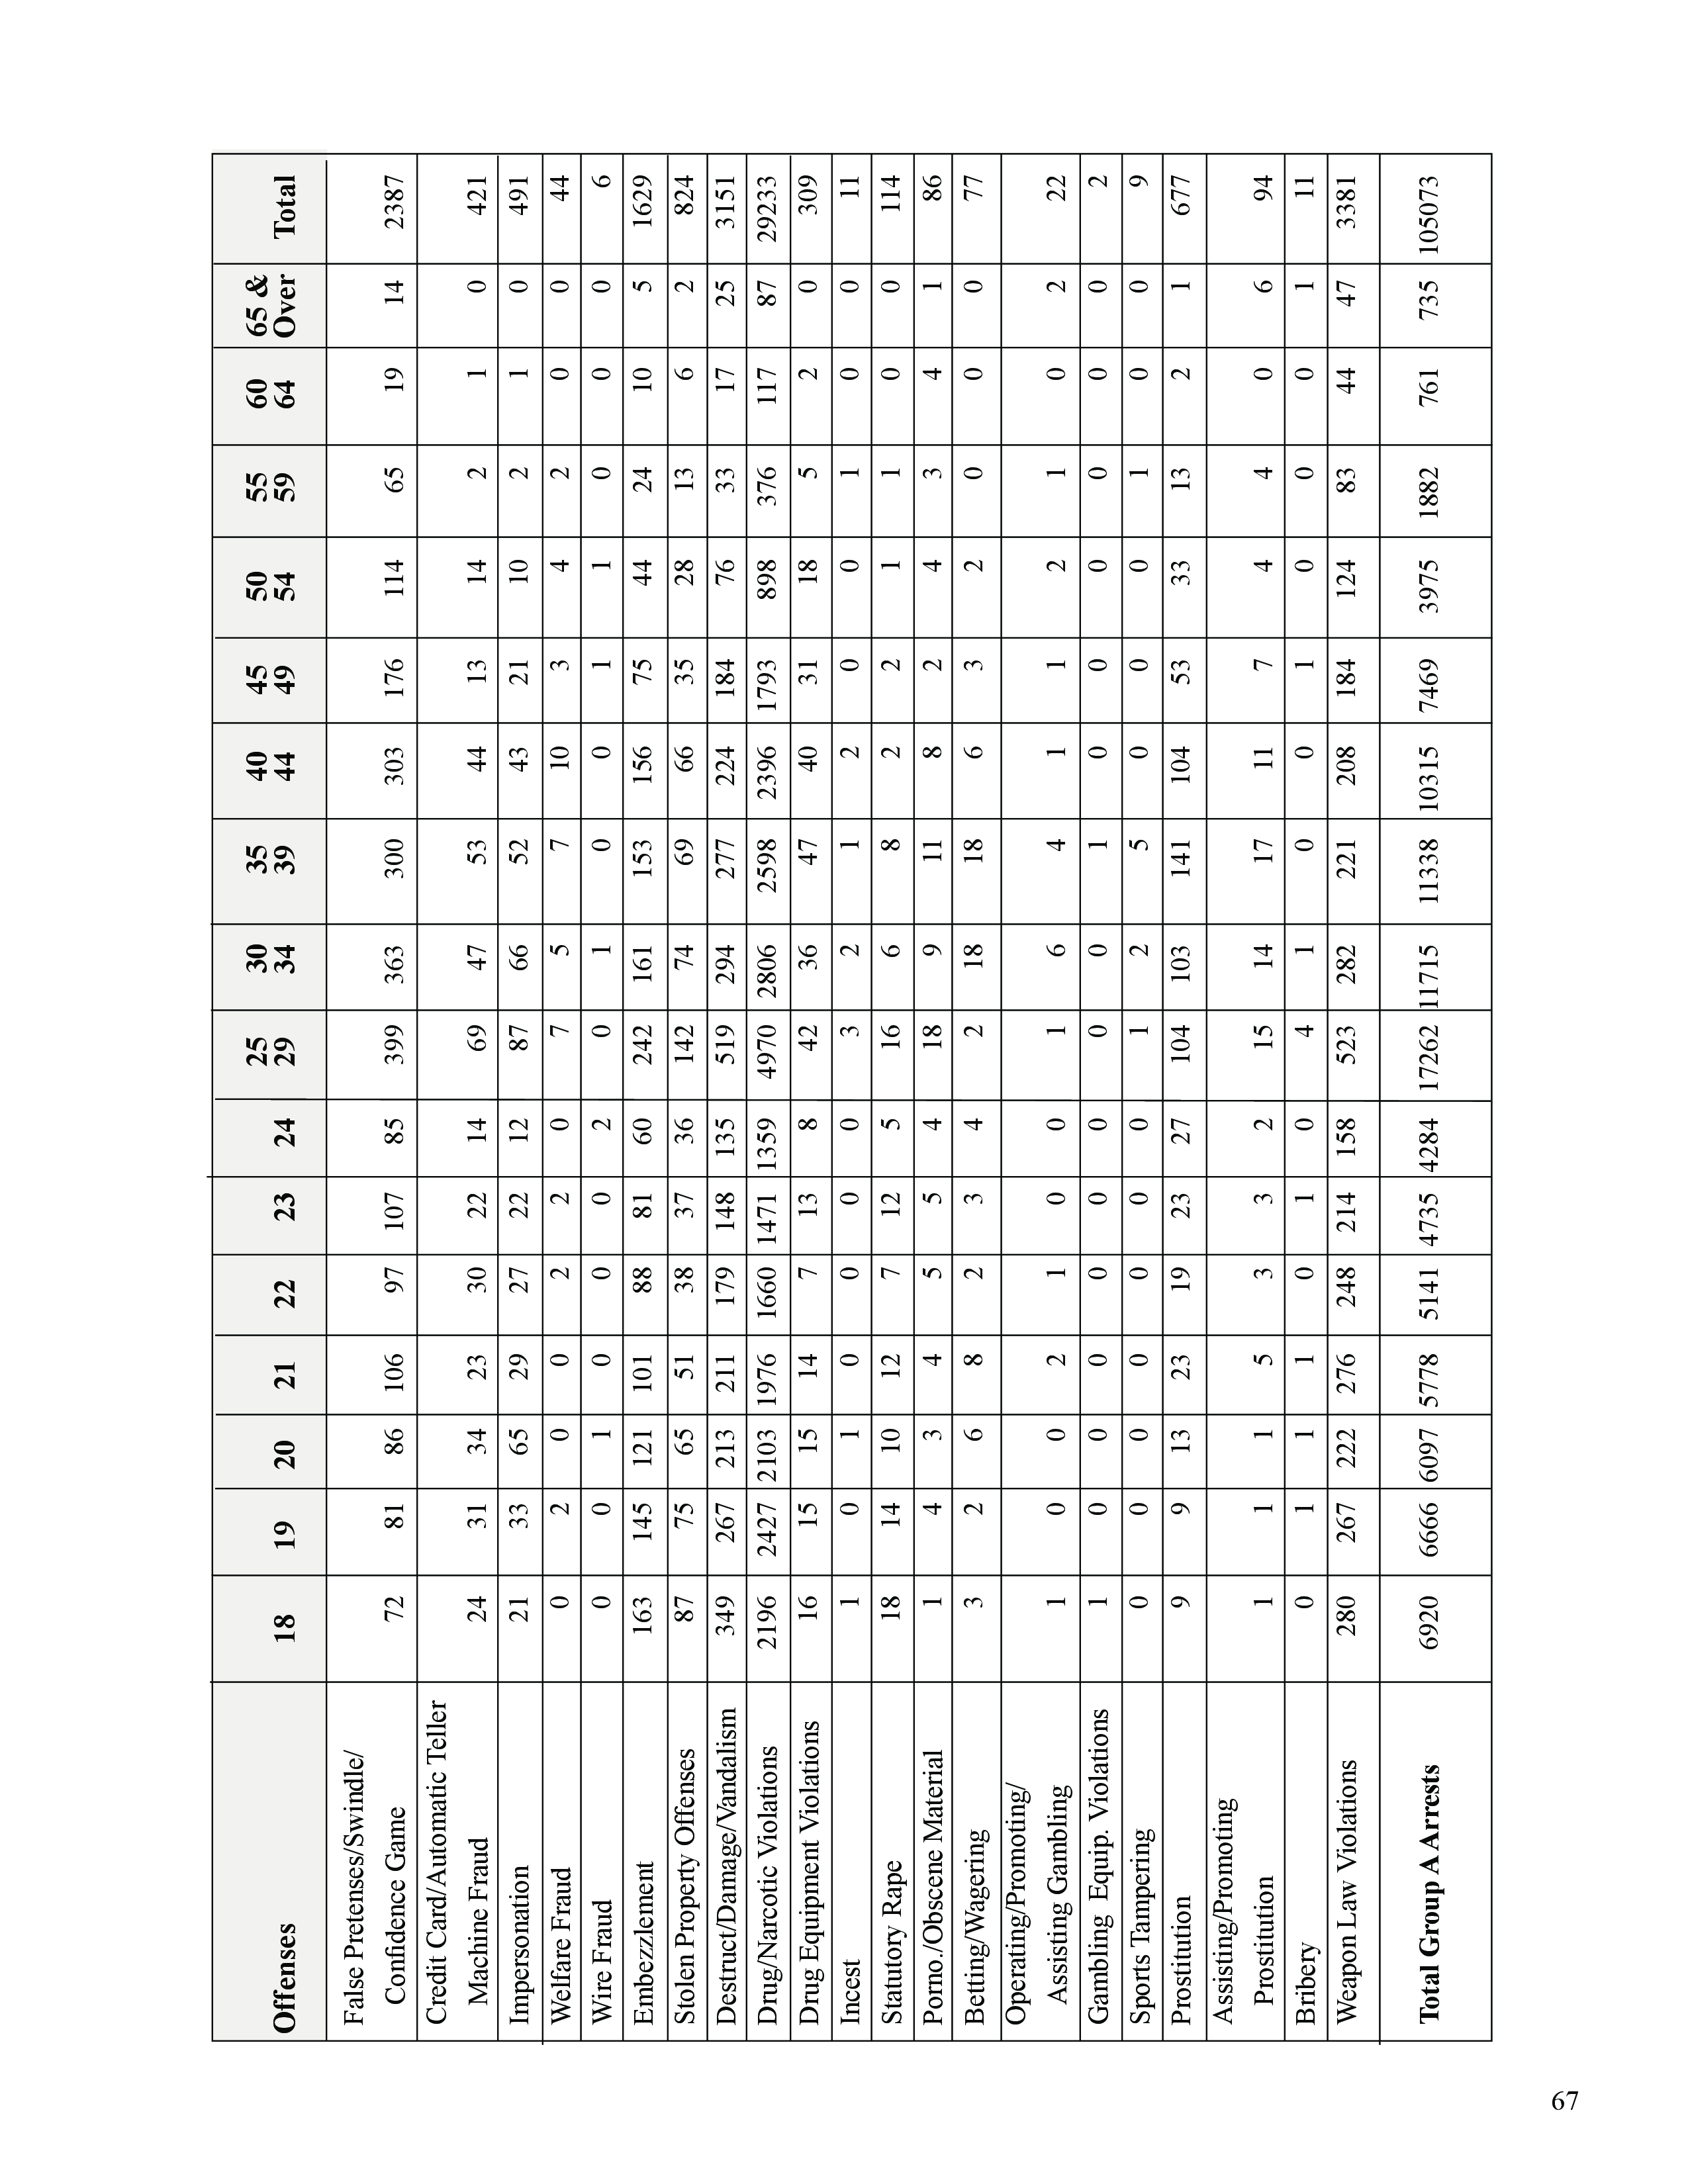 Offenses 18 19 20 21 22 23 24 25 29 30 34 35 39 40 44 45 49 50 54 55 59 60 64 65 & Over Total
False Pretenses/Swindle/
Confidence Game 72 81 86 106 97 107 85 399 363 300 303 176 114 65 19 14 2387
Credit Card/Automatic Teller
Machine Fraud 24 31 34 23 30 22 14 69 47 53 44 13 14 2 1 0 421
Impersonation 21 33 65 29 27 22 12 87 66 52 43 21 10 2 1 0 491
Welfare Fraud 0 2 0 0 2 2 0 7 5 7 10 3 4 2 0 0 44
Wire Fraud 0 0 1 0 0 0 2 0 1 0 0 1 1 0 0 0 6
Embezzlement 163 145 121 101 88 81 60 242 161 153 156 75 44 24 10 5 1629
Stolen Property Offenses 87 75 65 51 38 37 36 142 74 69 66 35 28 13 6 2 824
Destruct/Damage/Vandalism 349 267 213 211 179 148 135 519 294 277 224 184 76 33 17 25 3151
Drug/Narcotic Violations 2196 2427 2103 1976 1660 1471 1359 4970 2806 2598 2396 1793 898 376 117 87 29233
Drug Equipment Violations 16 15 15 14 7 13 8 42 36 47 40 31 18 5 2 0 309
Incest 1 0 1 0 0 0 0 3 2 1 2 0 0 1 0 0 11
Statutory Rape 18 14 10 12 7 12 5 16 6 8 2 2 1 1 0 0 114
Porno./Obscene Material 1 4 3 4 5 5 4 18 9 11 8 2 4 3 4 1 86
Betting/Wagering 3 2 6 8 2 3 4 2 18 18 6 3 2 0 0 0 77
Operating/Promoting/
Assisting Gambling 1 0 0 2 1 0 0 1 6 4 1 1 2 1 0 2 22
Gambling Equip. Violations 1 0 0 0 0 0 0 0 0 1 0 0 0 0 0 0 2
Sports Tampering 0 0 0 0 0 0 0 1 2 5 0 0 0 1 0 0 9
Prostitution 9 9 13 23 19 23 27 104 103 141 104 53 33 13 2 1 677
Assisting/Promoting
Prostitution 1 1 1 5 3 3 2 15 14 17 11 7 4 4 0 6 94
Bribery 0 1 1 1 0 1 0 4 1 0 0 1 0 0 0 1 11
Weapon Law Violations 280 267 222 276 248 214 158 523 282 221 208 184 124 83 44 47 3381
Total Group A Arrests 6920 6666 6097 5778 5141 4735 4284 17262 11715 11338 10315 7469 3975 1882 761 735 105073
67